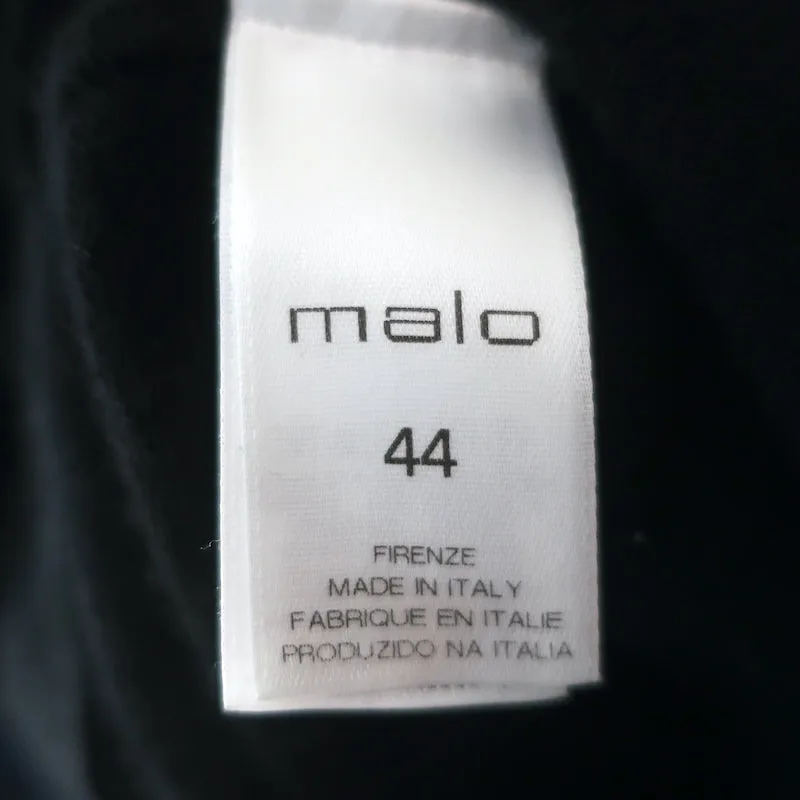 malo
44
FIRENZE
MADE IN ITALY
FABRIQUE EN ITALIE
PRODUZIDO NA ITALIA